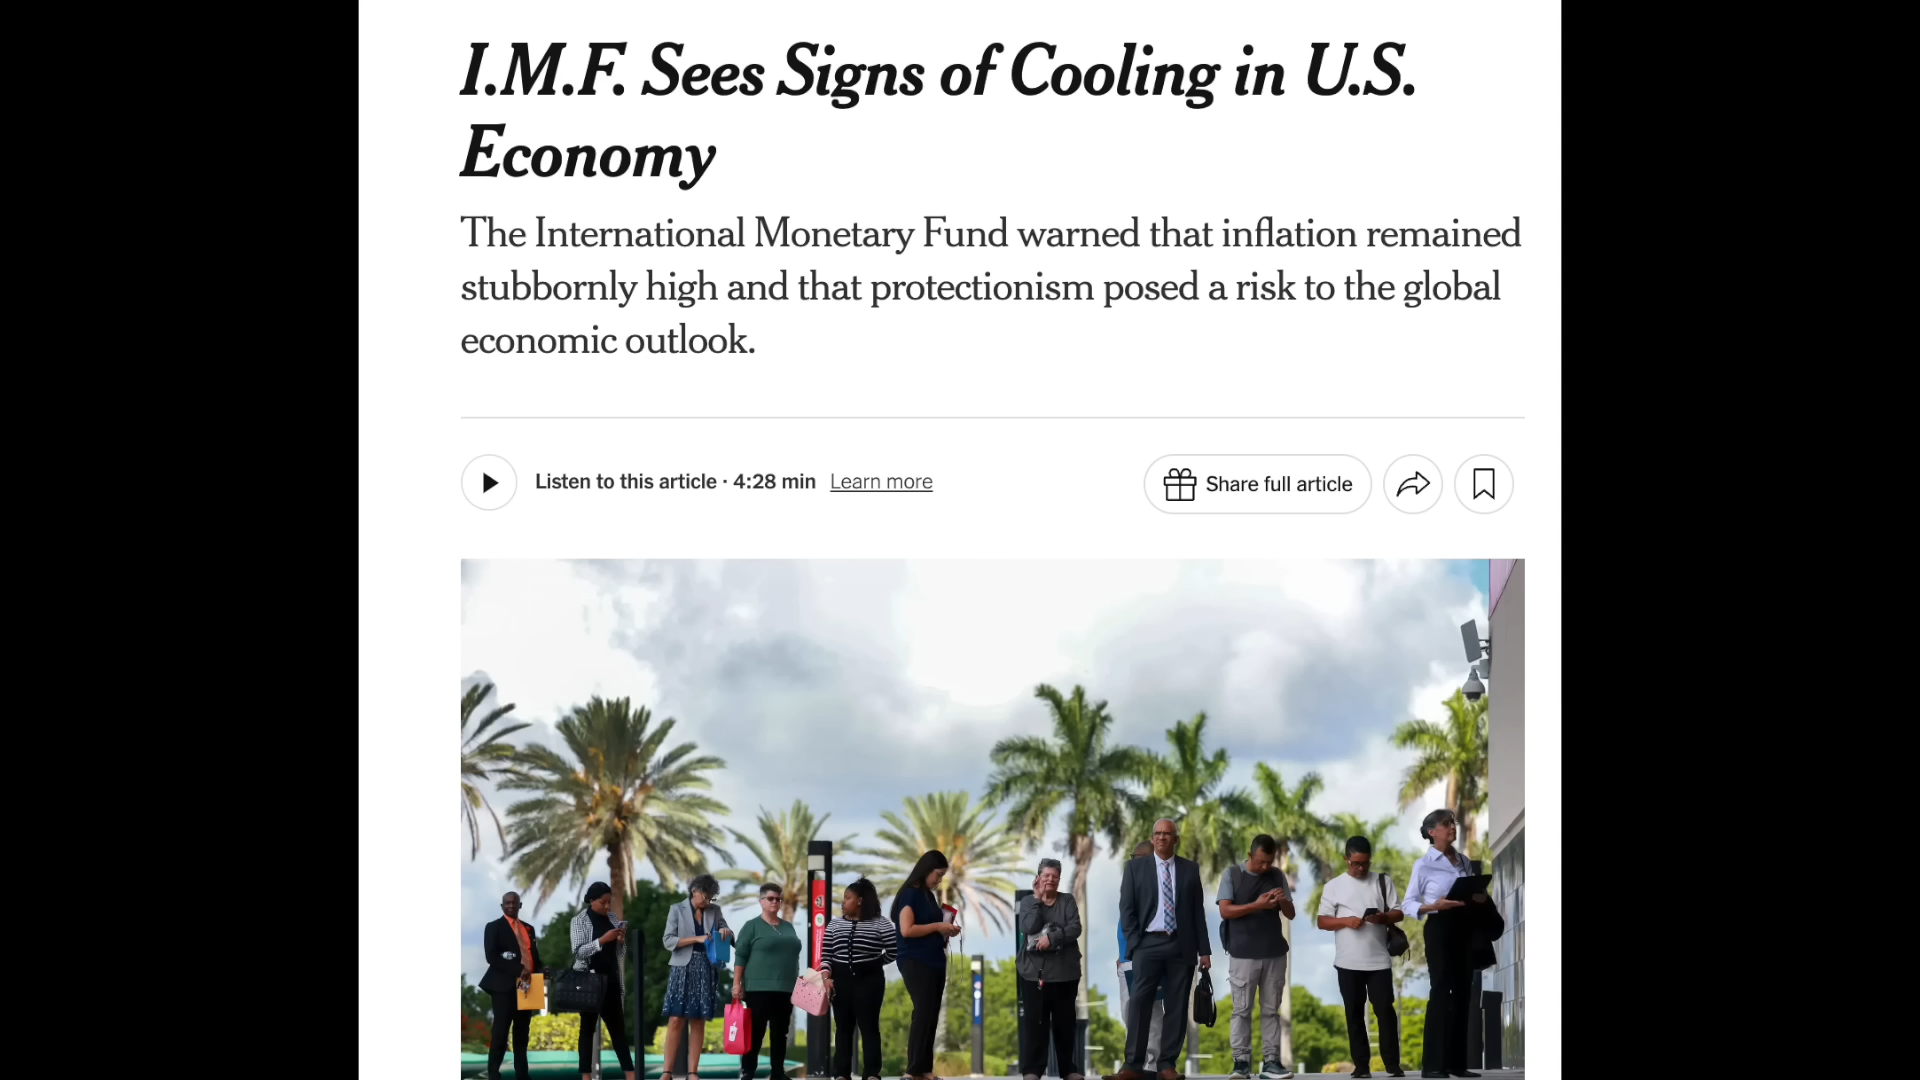 I.M.F. Sees Signs of Cooling in U.S.
Economy
The International Monetary Fund warned that inflation remained
stubbornly high and that protectionism posed a risk to the global
economic outlook.
Listen to this article · 4:28 min Learn more
Share full article